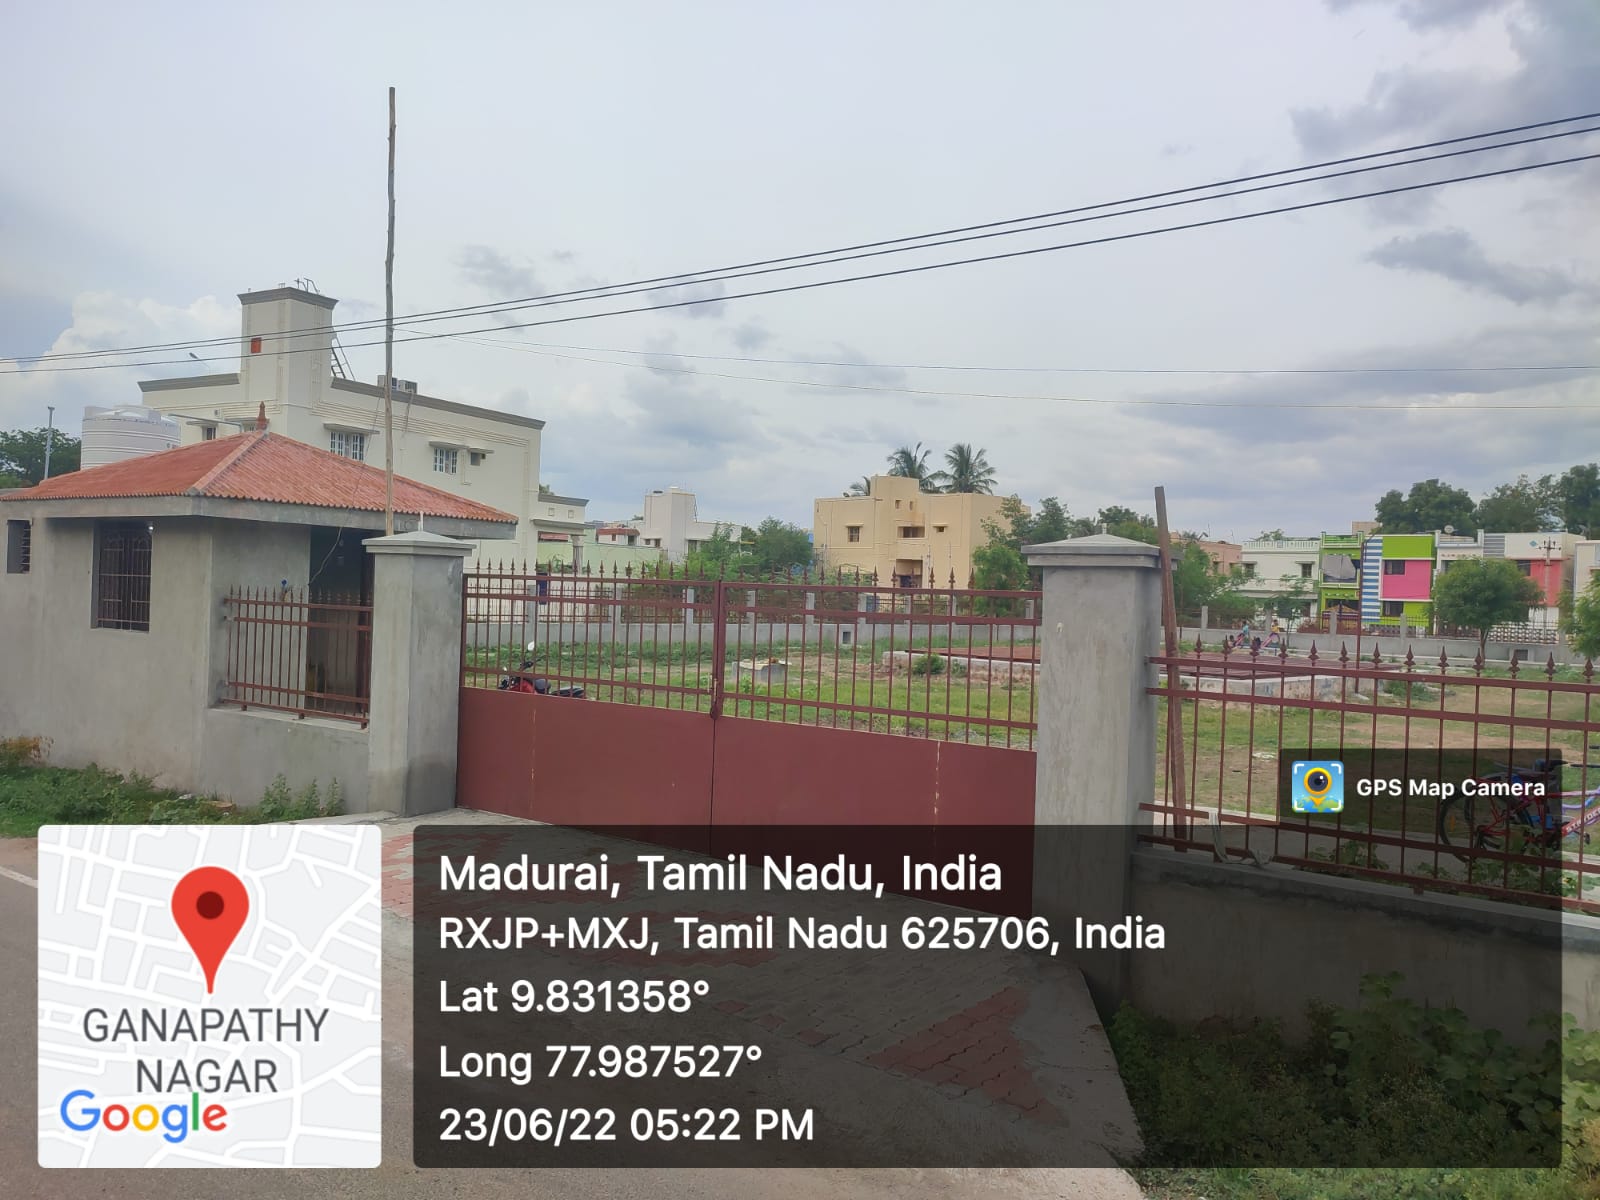 GPS Map Camera
Madurai, Tamil Nadu, India
RXJP+MXJ, Tamil Nadu 625706, India
Lat 9.831358°
Long 77.987527°
23/06/22 05:22 PM
GANAPATHY
NAGAR
Google